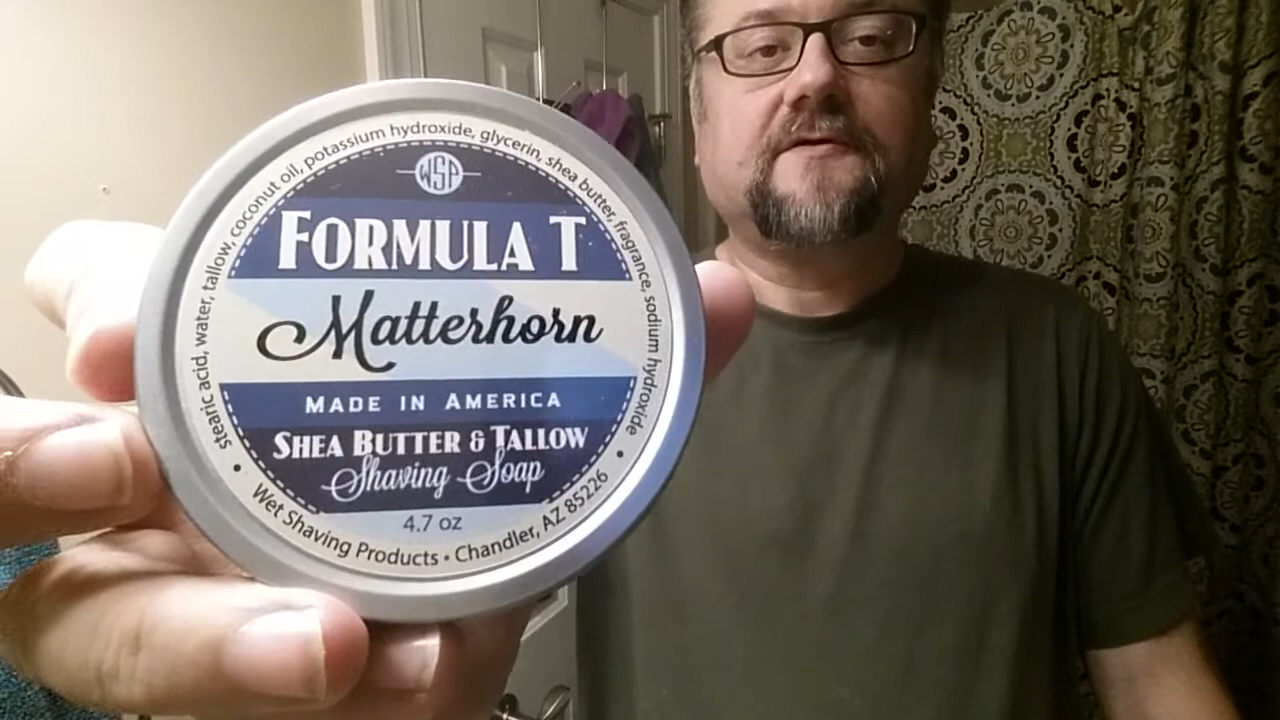 stearic acid, water, tallow, coconut oil, potassium hydroxide, glycerin, shea butter, fragrance, sodium hydroxide
WSP
FORMULA T
Matterhorn
MADE IN AMERICA
SHEA BUTTER & TALLOW
Shaving Soap
4.7 oz
• Wet Shaving Products • Chandler, AZ 85226 •